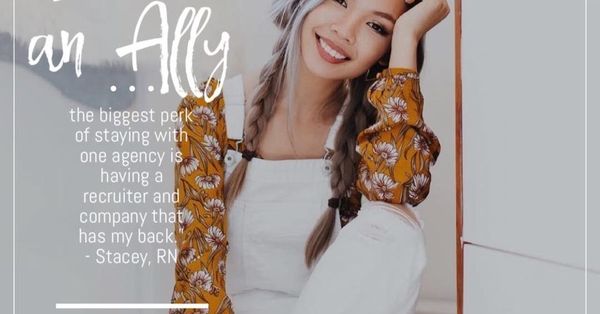 an ...Ally
the biggest perk
of staying with
one agency is
having a
recruiter and
company that
has my back."
- Stacey, RN